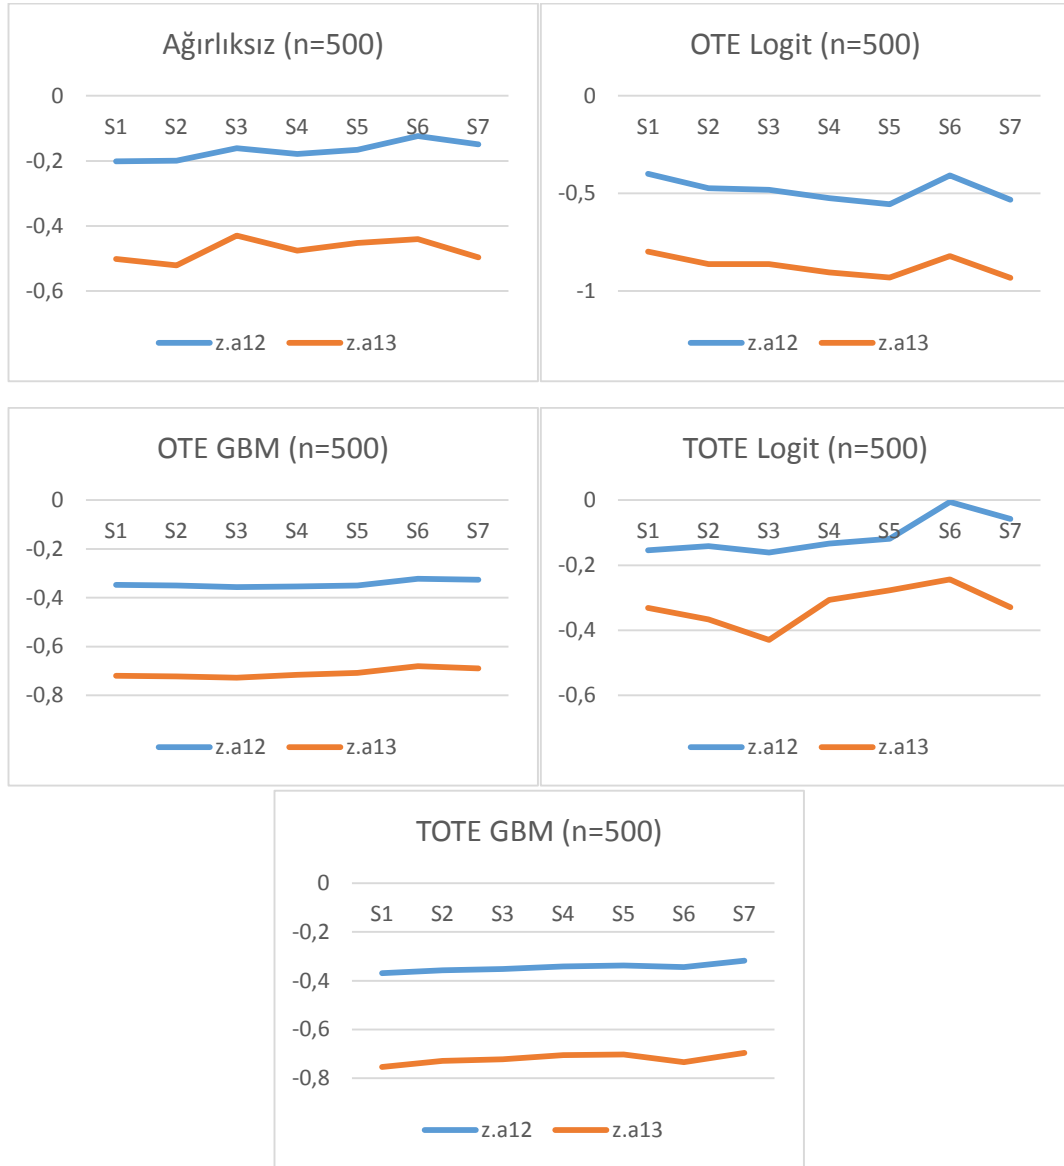 Ağırlıksız (n=500)
0
S1 S2 S3 S4 S5 S6 S7
-0,2
-0,4
-0,6
z.a12 z.a13
OTE Logit (n=500)
0
S1 S2 S3 S4 S5 S6 S7
-0,5
-1
z.a12 z.a13
OTE GBM (n=500)
0
S1 S2 S3 S4 S5 S6 S7
-0,2
-0,4
-0,6
-0,8
z.a12 z.a13
TOTE Logit (n=500)
0
S1 S2 S3 S4 S5 S6 S7
-0,2
-0,4
-0,6
z.a12 z.a13
TOTE GBM (n=500)
0
S1 S2 S3 S4 S5 S6 S7
-0,2
-0,4
-0,6
-0,8
z.a12 z.a13